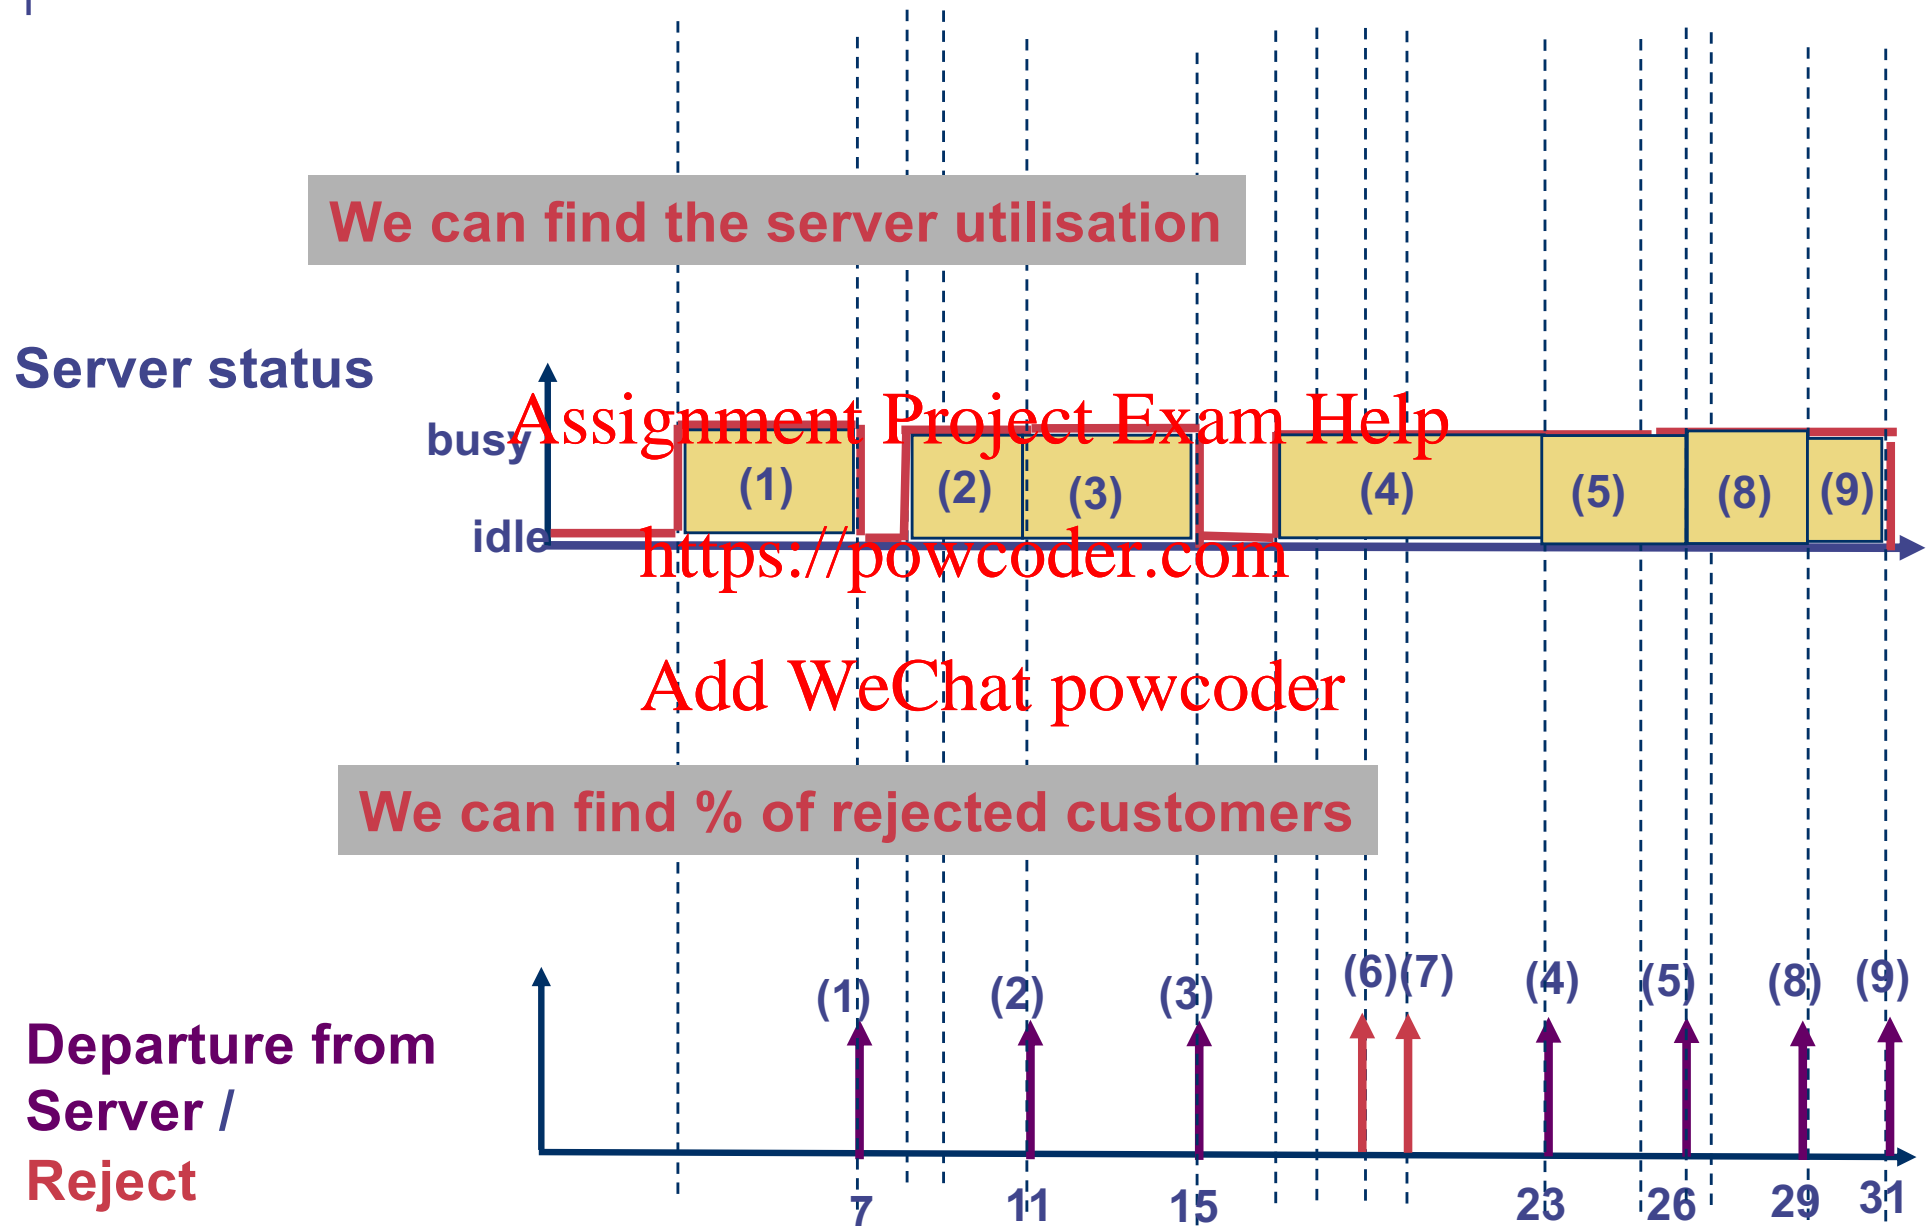 We can find the server utilisation
Server status
Assignment Project Exam Help
busy
(1)
(2)
(3)
(4)
(5)
(8)
(9)
idle
https://powcoder.com
Add WeChat powcoder
We can find % of rejected customers
(1)
(2)
(3)
(6)
(7)
(4)
(5)
(8)
(9)
Departure from
Server /
Reject
7
11
15
23
26
29
31